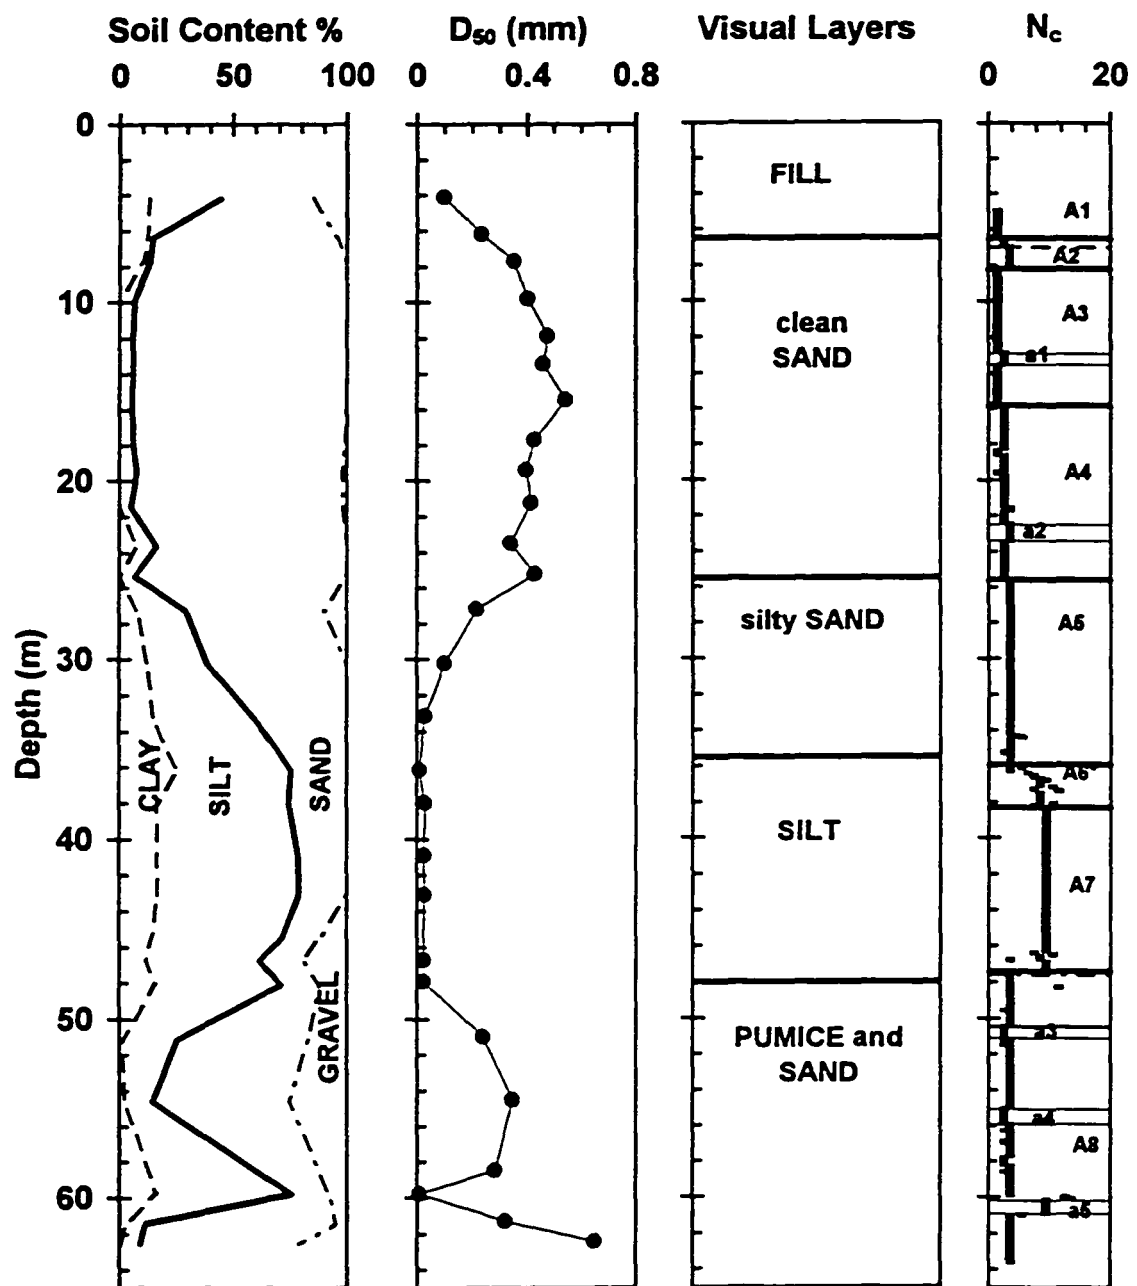 Soil Content %
D₅₀ (mm)
Visual Layers
N_c
0 50 100
0 0.4 0.8
0 20
0
10
20
30
40
50
60
Depth (m)
CLAY
SILT
SAND
GRAVEL
FILL
clean
SAND
silty SAND
SILT
PUMICE and
SAND
A1
A2
A3
a1
A4
a2
A5
A6
A7
a3
a4
A8
a5